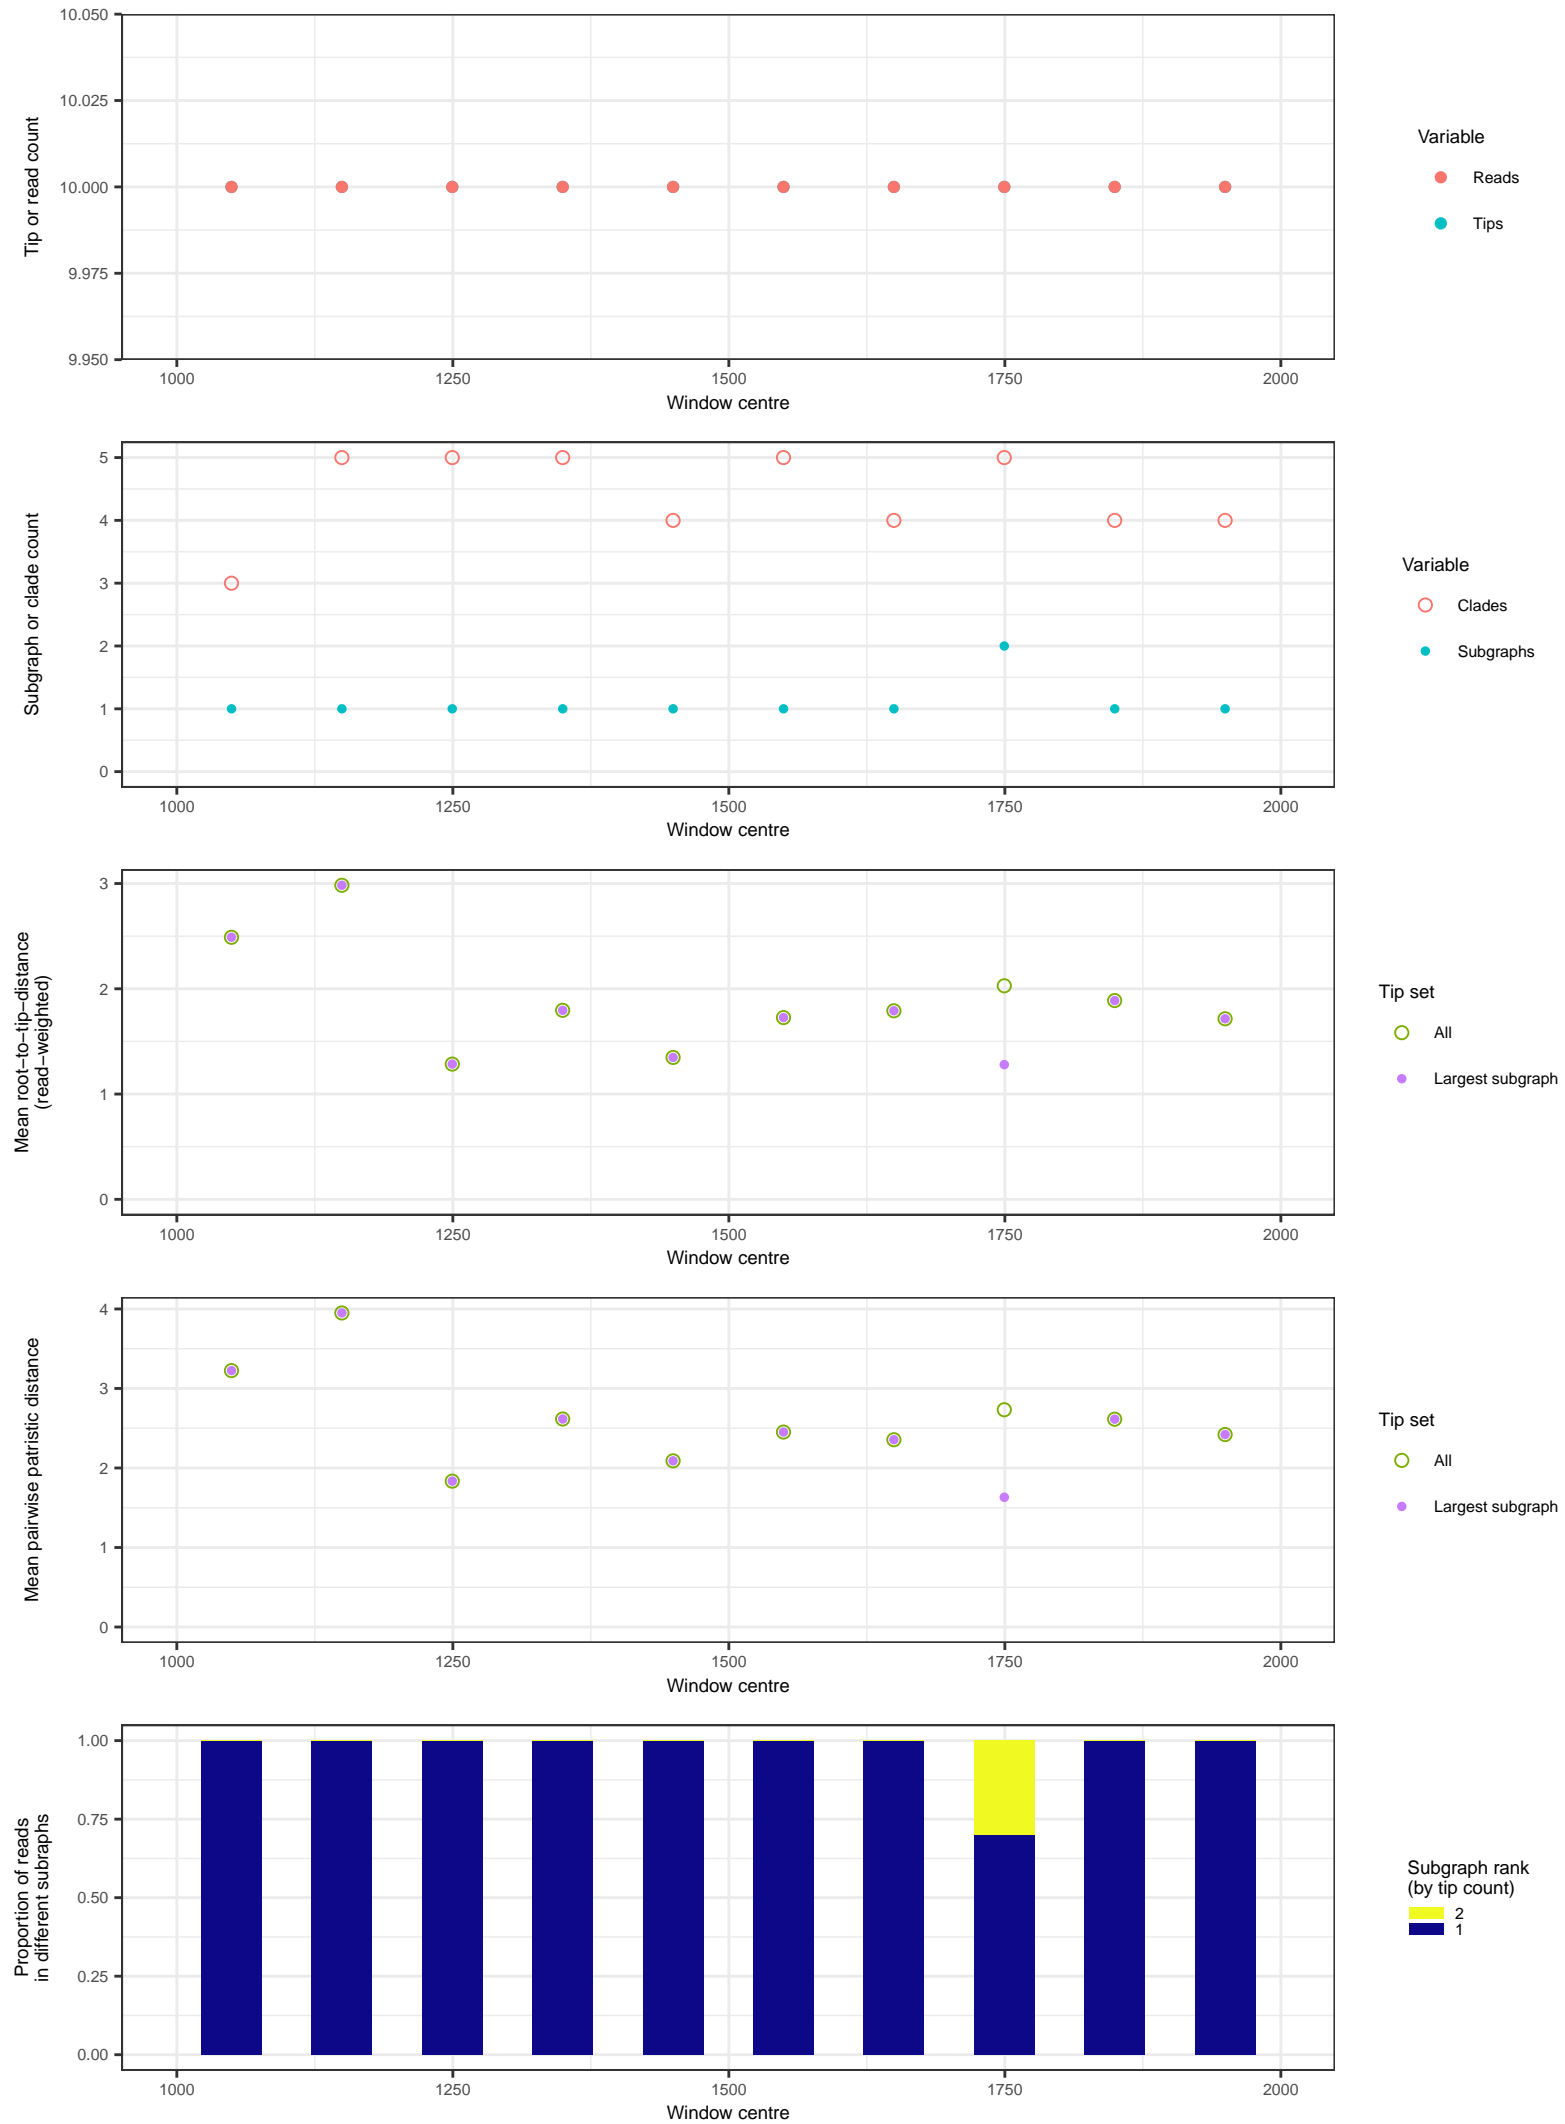 10.050
10.025
10.000
9.975
9.950
Tip or read count
1000 1250 1500 1750 2000
Window centre
Variable
Reads
Tips
5
4
3
2
1
0
Subgraph or clade count
1000 1250 1500 1750 2000
Window centre
Variable
Clades
Subgraphs
3
2
1
0
Mean root−to−tip−distance
(read−weighted)
1000 1250 1500 1750 2000
Window centre
Tip set
All
Largest subgraph
4
3
2
1
0
Mean pairwise patristic distance
1000 1250 1500 1750 2000
Window centre
Tip set
All
Largest subgraph
1.00
0.75
0.50
0.25
0.00
Proportion of reads
in different subraphs
1000 1250 1500 1750 2000
Window centre
Subgraph rank
(by tip count)
2
1